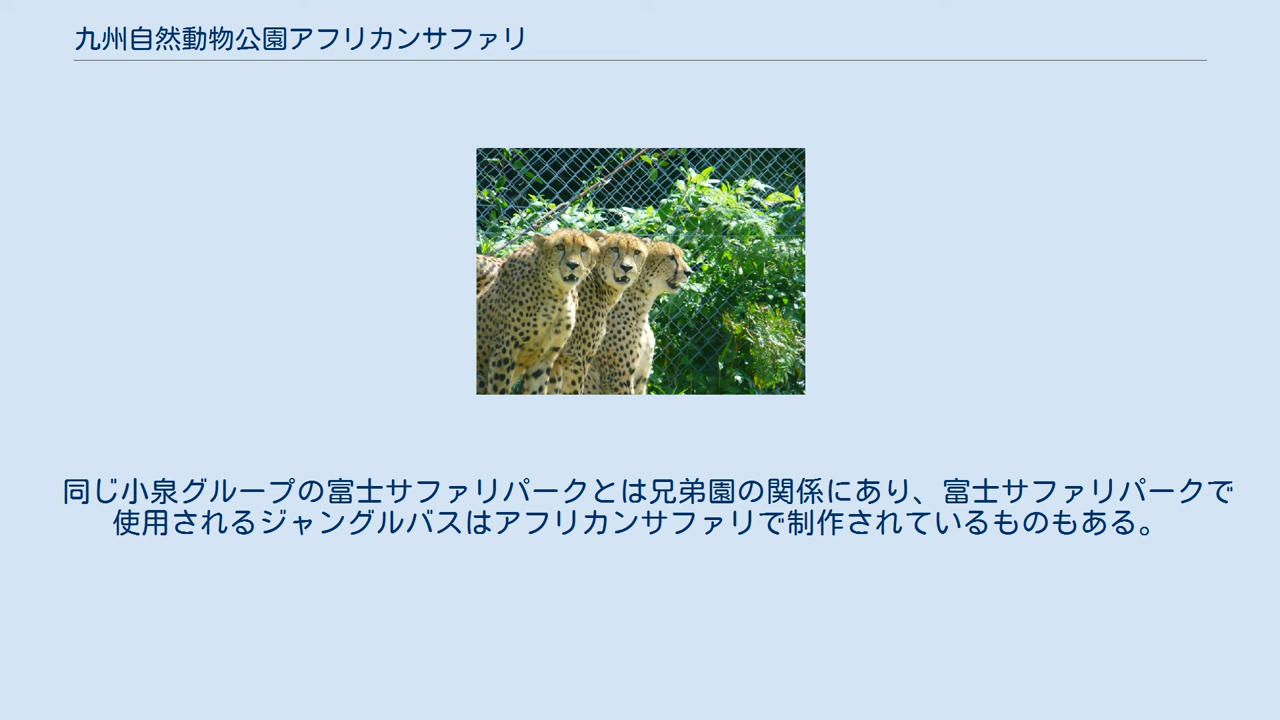 九州自然動物公園アフリカンサファリ
同じ小泉グループの富士サファリパークとは兄弟園の関係にあり、富士サファリパークで
使用されるジャングルバスはアフリカンサファリで制作されているものもある。